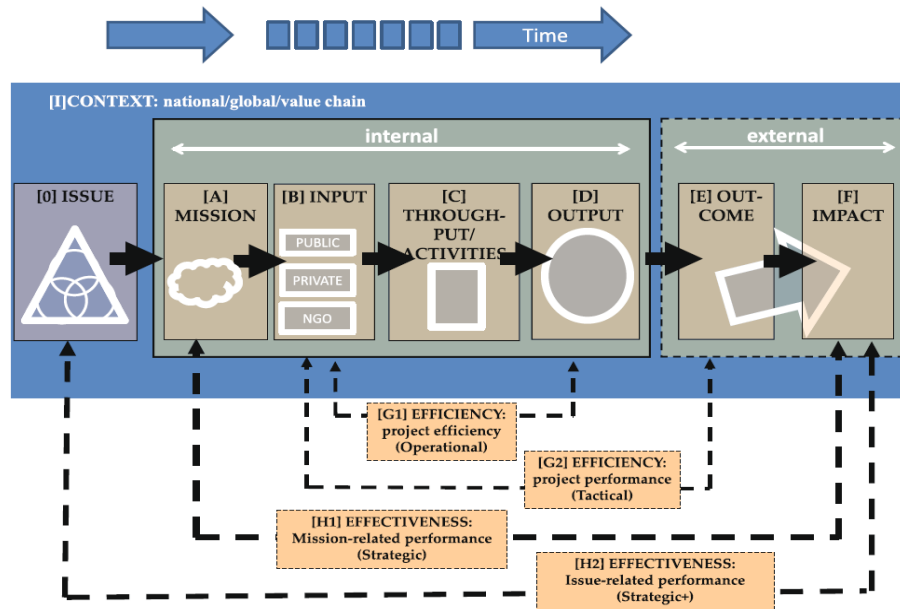 Time
[I]CONTEXT: national/global/value chain
internal
external
[0] ISSUE
[A]
MISSION
[B] INPUT
PUBLIC
PRIVATE
NGO
[C]
THROUGH-
PUT/
ACTIVITIES
[D]
OUTPUT
[E] OUT-
COME
[F]
IMPACT
[G1] EFFICIENCY:
project efficiency
(Operational)
[G2] EFFICIENCY:
project performance
(Tactical)
[H1] EFFECTIVENESS:
Mission-related performance
(Strategic)
[H2] EFFECTIVENESS:
Issue-related performance
(Strategic+)